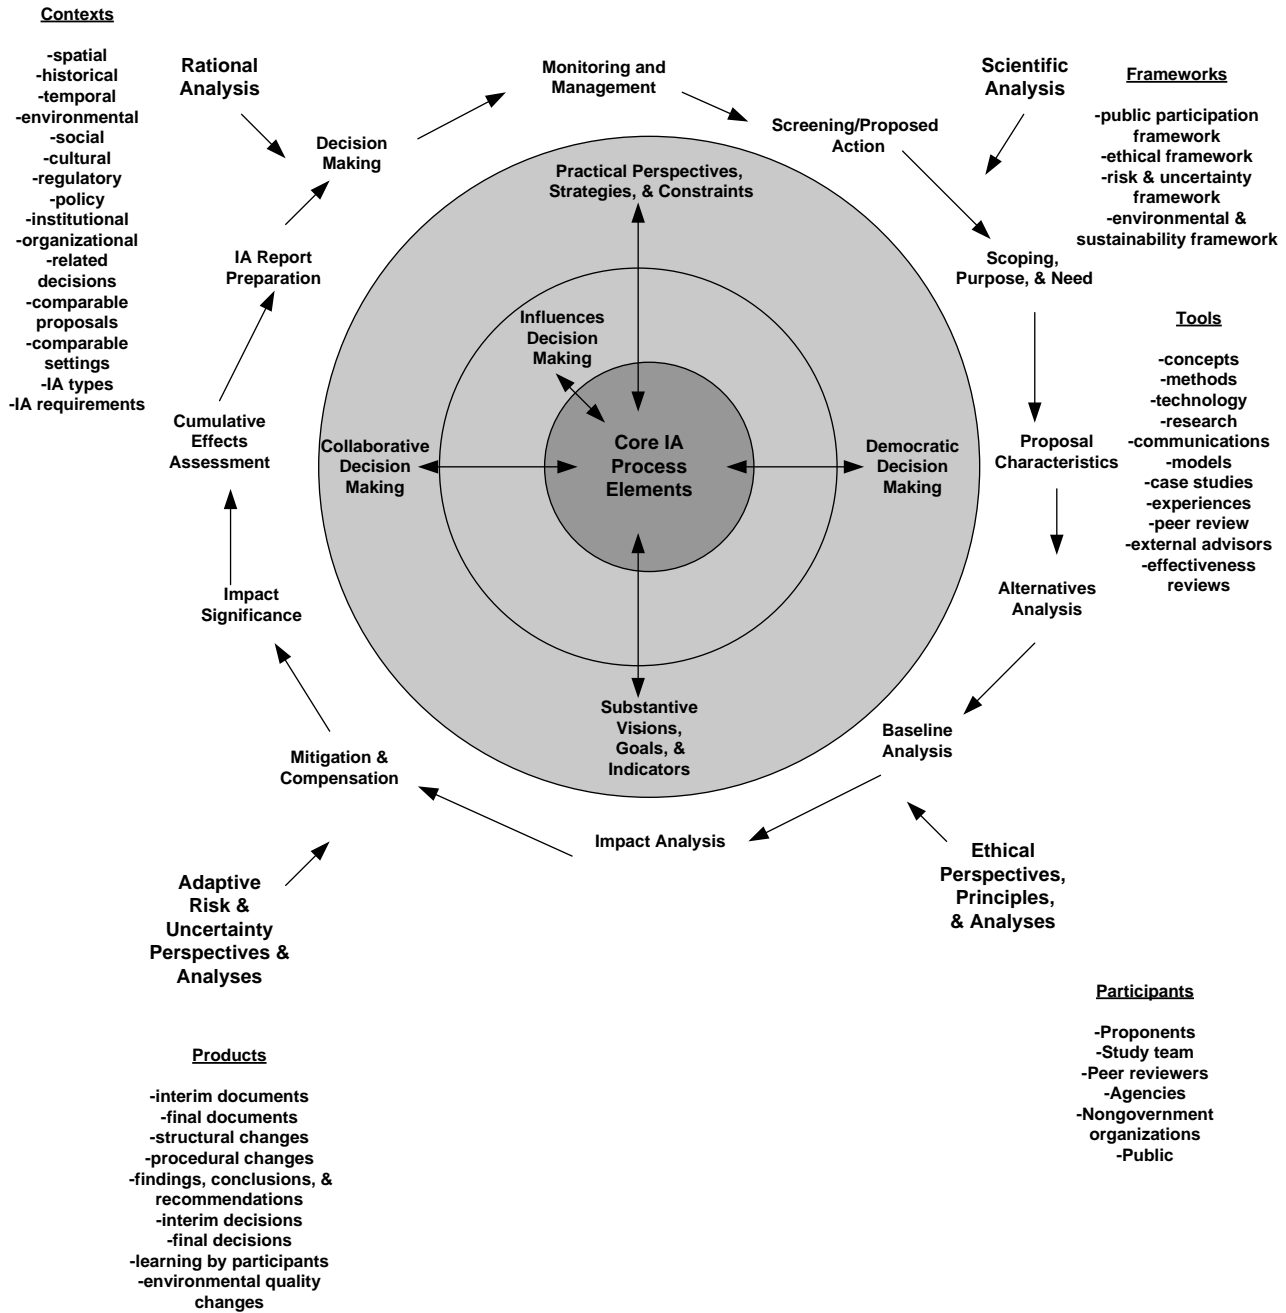 Contexts
-spatial
-historical
-temporal
-environmental
-social
-cultural
-regulatory
-policy
-institutional
-organizational
-related
decisions
-comparable
proposals
-comparable
settings
-IA types
-IA requirements
Rational
Analysis
Monitoring and
Management
Scientific
Analysis
Frameworks
-public participation
framework
-ethical framework
-risk & uncertainty
framework
-environmental &
sustainability framework
Decision
Making
Screening/Proposed
Action
Practical Perspectives,
Strategies, & Constraints
IA Report
Preparation
Scoping,
Purpose, & Need
Influences
Decision
Making
Tools
-concepts
-methods
-technology
-research
-communications
-models
-case studies
-experiences
-peer review
-external advisors
-effectiveness
reviews
Cumulative
Effects
Assessment
Collaborative
Decision
Making
Core IA
Process
Elements
Democratic
Decision
Making
Proposal
Characteristics
Impact
Significance
Alternatives
Analysis
Substantive
Visions,
Goals, &
Indicators
Mitigation &
Compensation
Baseline
Analysis
Impact Analysis
Adaptive
Risk &
Uncertainty
Perspectives &
Analyses
Ethical
Perspectives,
Principles,
& Analyses
Participants
-Proponents
-Study team
-Peer reviewers
-Agencies
-Nongovernment
organizations
-Public
Products
-interim documents
-final documents
-structural changes
-procedural changes
-findings, conclusions, &
recommendations
-interim decisions
-final decisions
-learning by participants
-environmental quality
changes